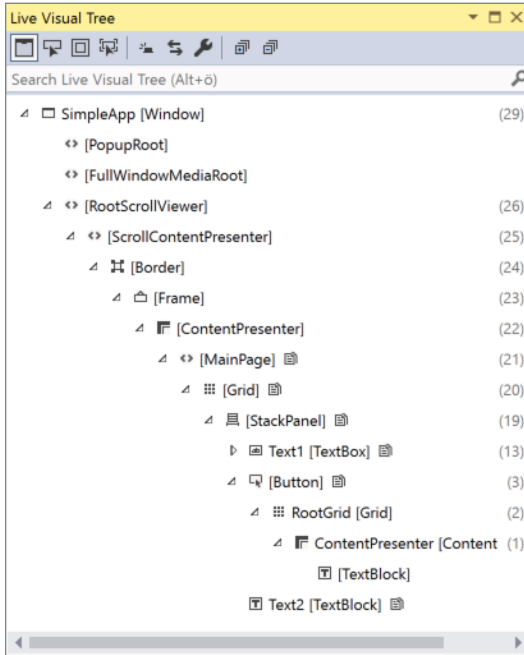 Live Visual Tree
Search Live Visual Tree (Alt+ö)
SimpleApp [Window] (29)
[PopupRoot]
[FullWindowMediaRoot]
[RootScrollViewer] (26)
[ScrollContentPresenter] (25)
[Border] (24)
[Frame] (23)
[ContentPresenter] (22)
[MainPage] (21)
[Grid] (20)
[StackPanel] (19)
Text1 [TextBox] (13)
[Button] (3)
RootGrid [Grid] (2)
ContentPresenter [Content (1)
[TextBlock]
Text2 [TextBlock]